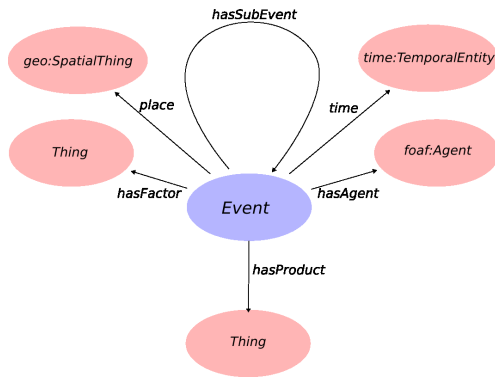 hasSubEvent
geo:SpatialThing
time:TemporalEntity
place
time
Thing
foaf:Agent
hasFactor
hasAgent
Event
hasProduct
Thing